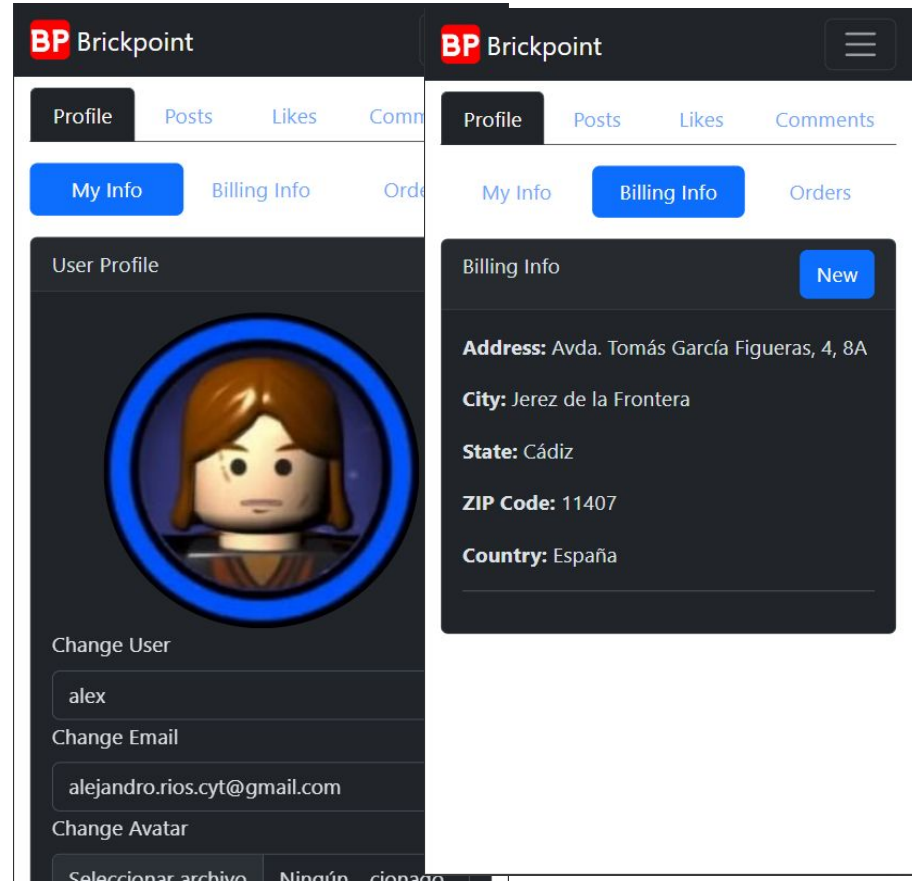 BP Brickpoint
Profile Posts Likes Comm
My Info Billing Info Orde
User Profile
Change User
alex
Change Email
alejandro.rios.cyt@gmail.com
Change Avatar
Seleccionar archivo Ningún cionado
BP Brickpoint
Profile Posts Likes Comments
My Info Billing Info Orders
Billing Info New
Address: Avda. Tomás García Figueras, 4, 8A
City: Jerez de la Frontera
State: Cádiz
ZIP Code: 11407
Country: España